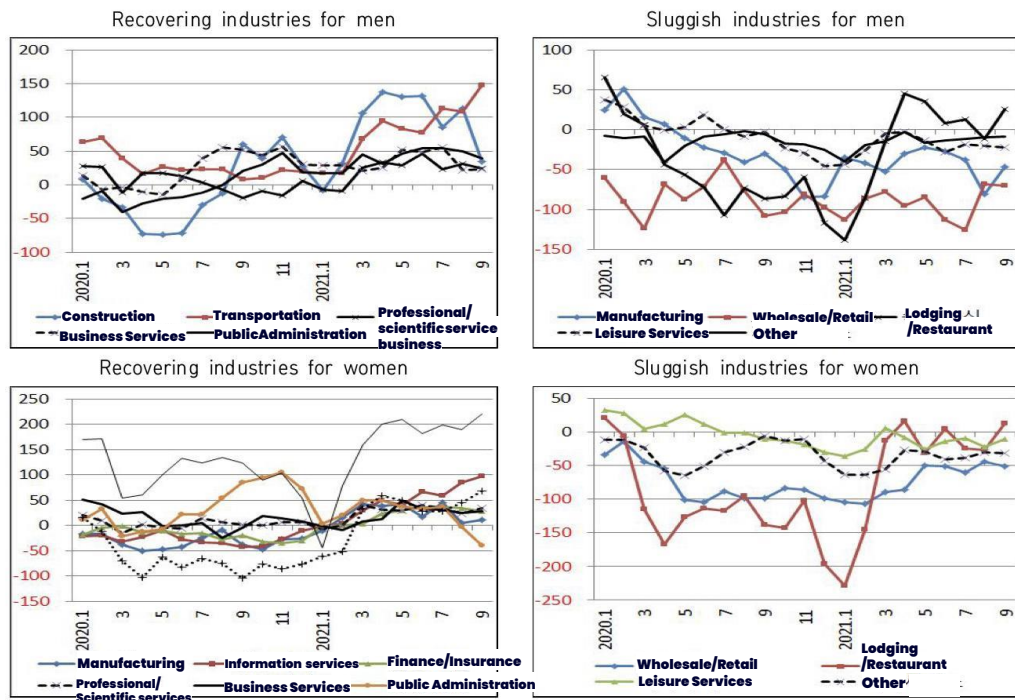 Recovering industries for men
200
150
100
50
0
-50
-100
2020.1
3
5
7
9
11
2021.1
3
5
7
9
Construction
Transportation
Professional/
scientific service
business
Business Services
Public Administration
Sluggish industries for men
100
50
0
-50
-100
-150
2020.1
3
5
7
9
11
2021.1
3
5
7
9
Manufacturing
Wholesale/Retail
Lodging
/Restaurant
Leisure Services
Other
Recovering industries for women
250
200
150
100
50
0
-50
-100
-150
2020.1
3
5
7
9
11
2021.1
3
5
7
9
Manufacturing
Information services
Finance/Insurance
Professional/
Scientific services
Business Services
Public Administration
Sluggish industries for women
50
0
-50
-100
-150
-200
-250
2020.1
3
5
7
9
11
2021.1
3
5
7
9
Wholesale/Retail
Lodging
/Restaurant
Leisure Services
Other